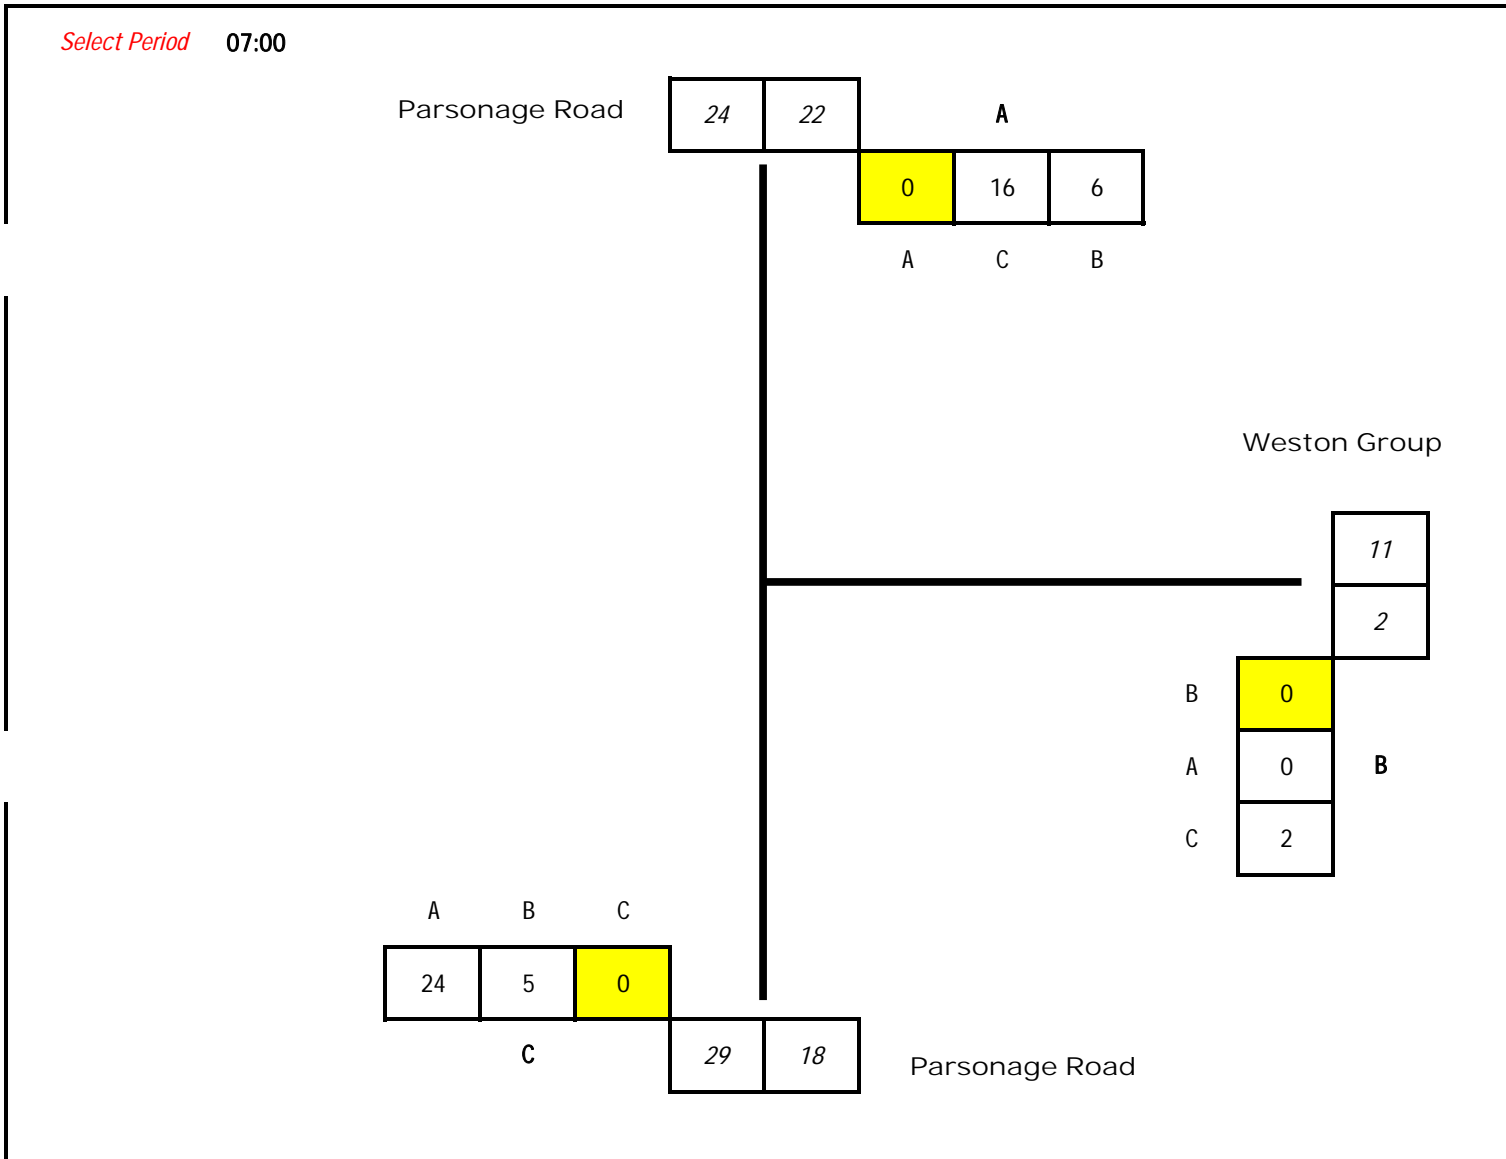 Select Period 07:00
Parsonage Road 24 22 A
0 16 6
A C B
Weston Group
11
2
B 0
A 0 B
C 2
A B C
24 5 0
C 29 18 Parsonage Road